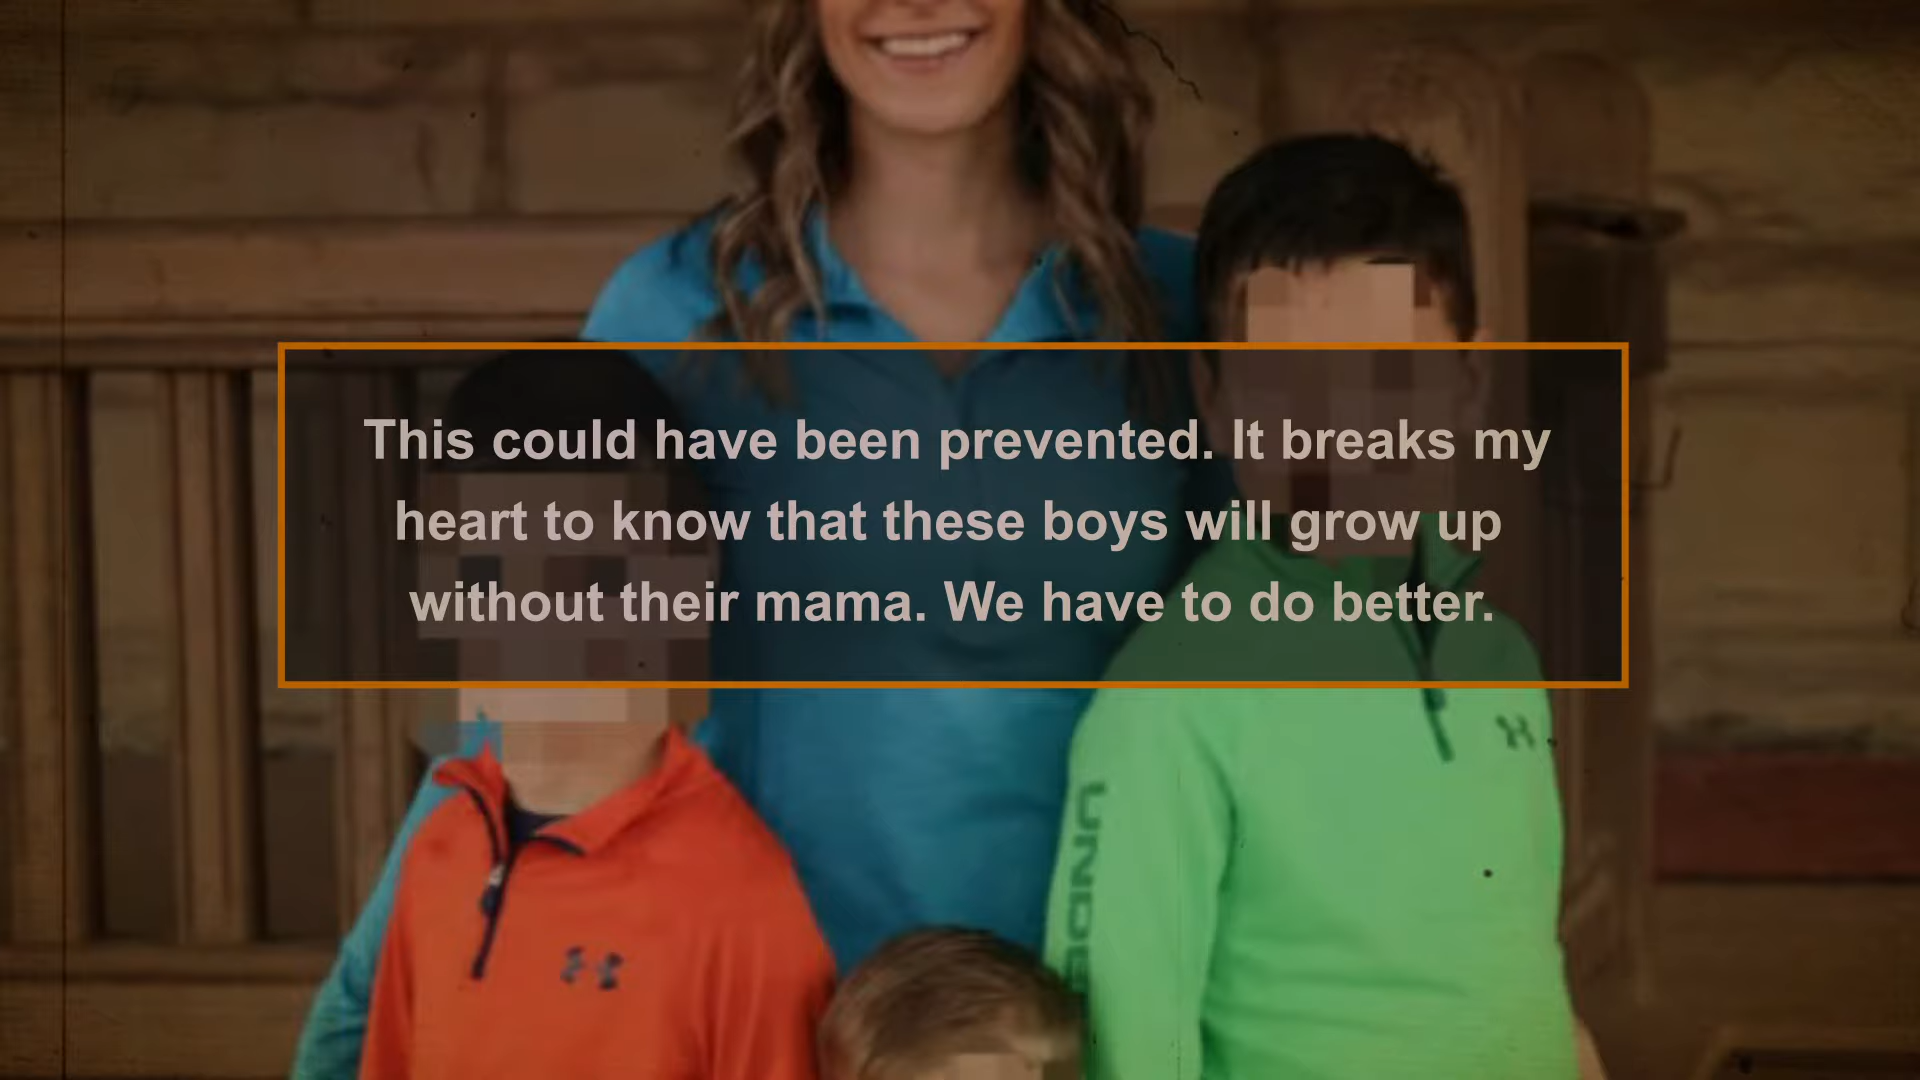 This could have been prevented. It breaks my
heart to know that these boys will grow up
without their mama. We have to do better.
UNDE